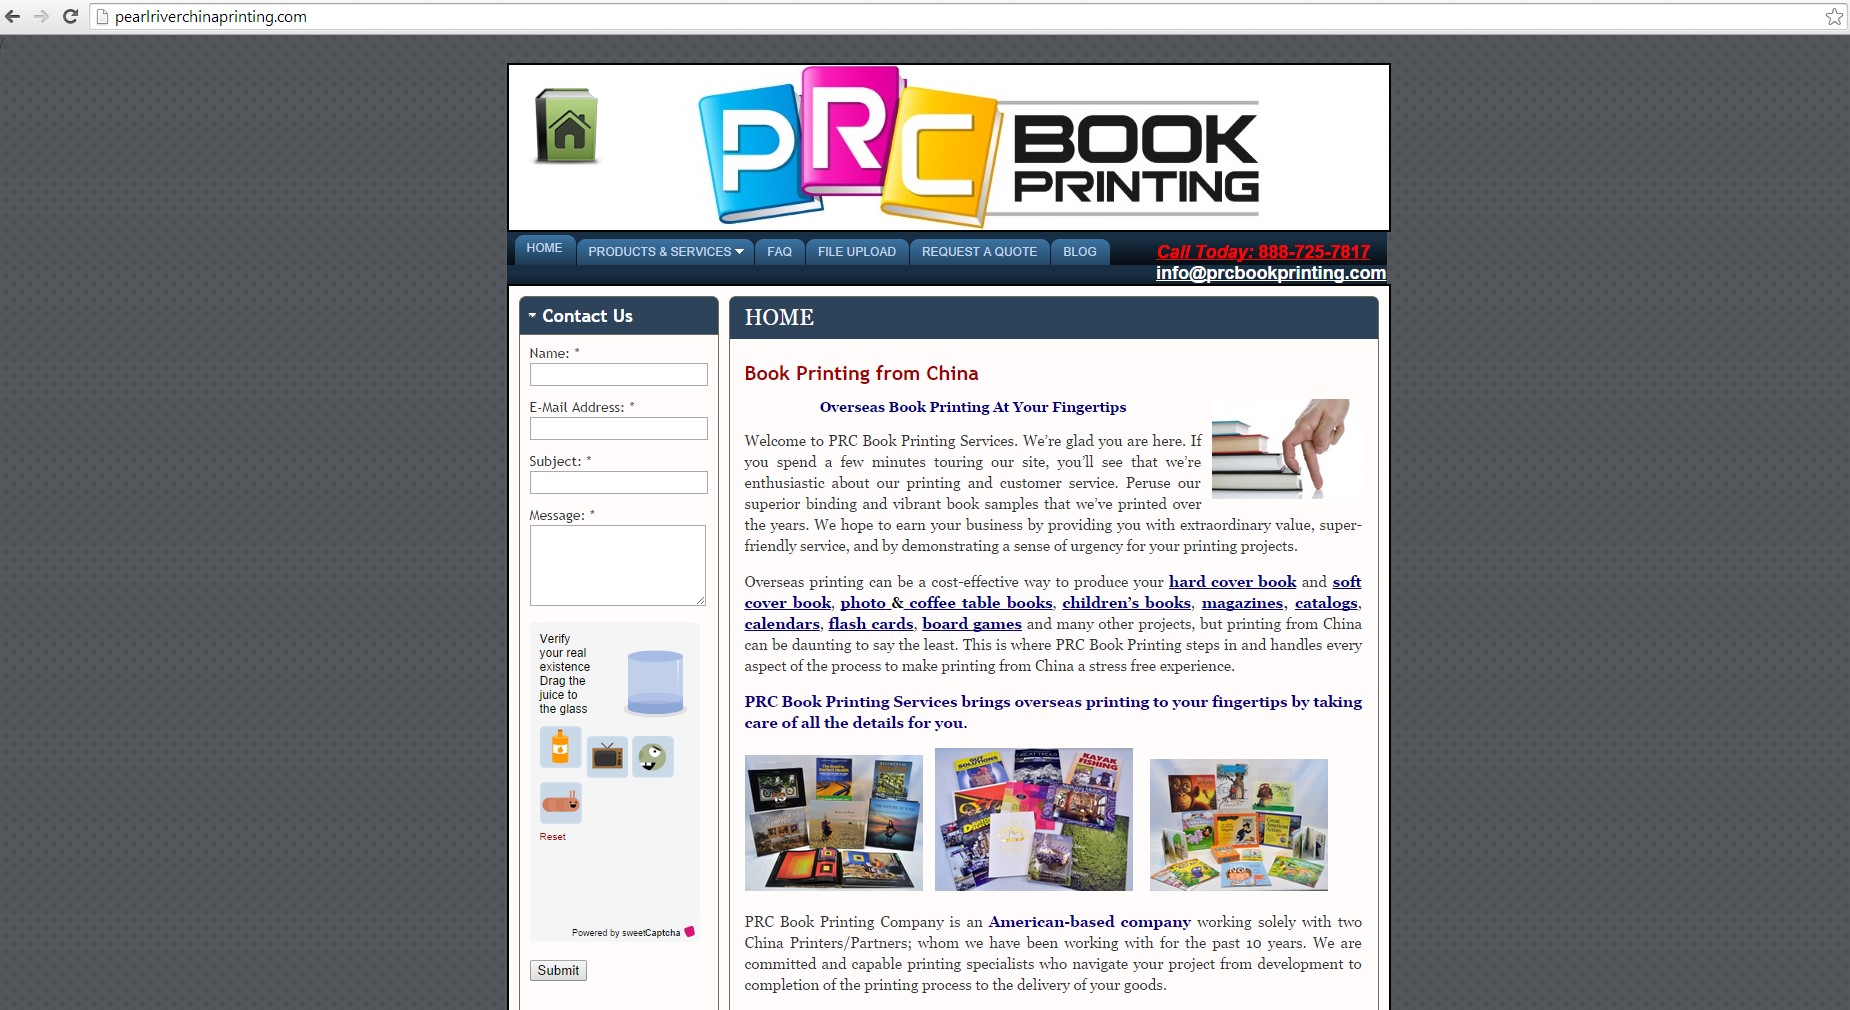 pearlriverchinaprinting.com
PRC BOOK
PRINTING
HOME
PRODUCTS & SERVICES
FAQ
FILE UPLOAD
REQUEST A QUOTE
BLOG
Call Today: 888-725-7817
info@prcbookprinting.com
Contact Us
Name: *
E-Mail Address: *
Subject: *
Message: *
Verify
your real
existence
Drag the
juice to
the glass
Reset
Powered by sweetCaptcha
Submit
HOME
Book Printing from China
Overseas Book Printing At Your Fingertips
Welcome to PRC Book Printing Services. We’re glad you are here. If
you spend a few minutes touring our site, you’ll see that we’re
enthusiastic about our printing and customer service. Peruse our
superior binding and vibrant book samples that we’ve printed over
the years. We hope to earn your business by providing you with extraordinary value, super-
friendly service, and by demonstrating a sense of urgency for your printing projects.
Overseas printing can be a cost-effective way to produce your hard cover book and soft
cover book, photo & coffee table books, children’s books, magazines, catalogs,
calendars, flash cards, board games and many other projects, but printing from China
can be daunting to say the least. This is where PRC Book Printing steps in and handles every
aspect of the process to make printing from China a stress free experience.
PRC Book Printing Services brings overseas printing to your fingertips by taking
care of all the details for you.
GUT
SOLUTIONS
KAYAK
FISHING
Great
American
Artists
PRC Book Printing Company is an American-based company working solely with two
China Printers/Partners; whom we have been working with for the past 10 years. We are
committed and capable printing specialists who navigate your project from development to
completion of the printing process to the delivery of your goods.